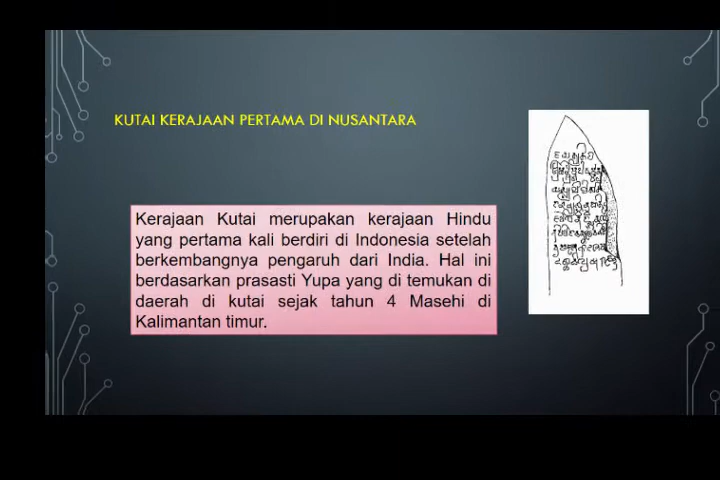 KUTAI KERAJAAN PERTAMA DI NUSANTARA
Kerajaan Kutai merupakan kerajaan Hindu
yang pertama kali berdiri di Indonesia setelah
berkembangnya pengaruh dari India. Hal ini
berdasarkan prasasti Yupa yang di temukan di
daerah di kutai sejak tahun 4 Masehi di
Kalimantan timur.